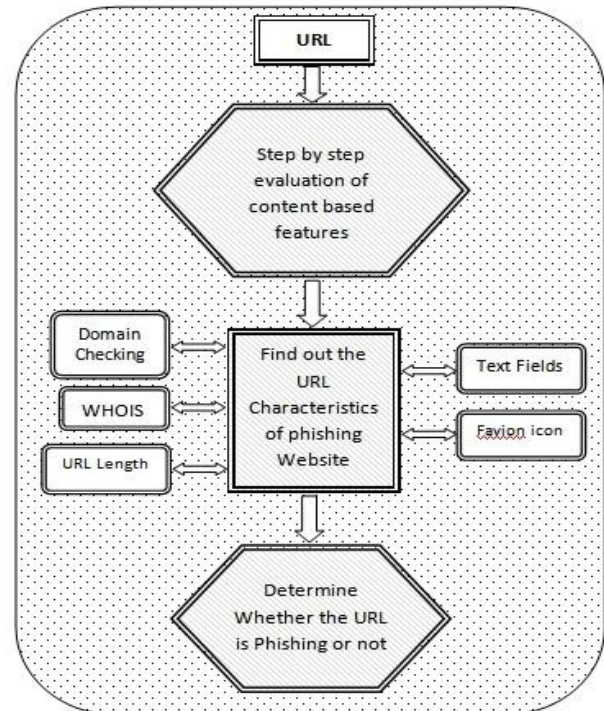 URL
Step by step
evaluation of
content based
features
Domain
Checking
WHOIS
URL Length
Find out the
URL
Characteristics
of phishing
Website
Text Fields
Favion icon
Determine
Whether the URL
is Phishing or not